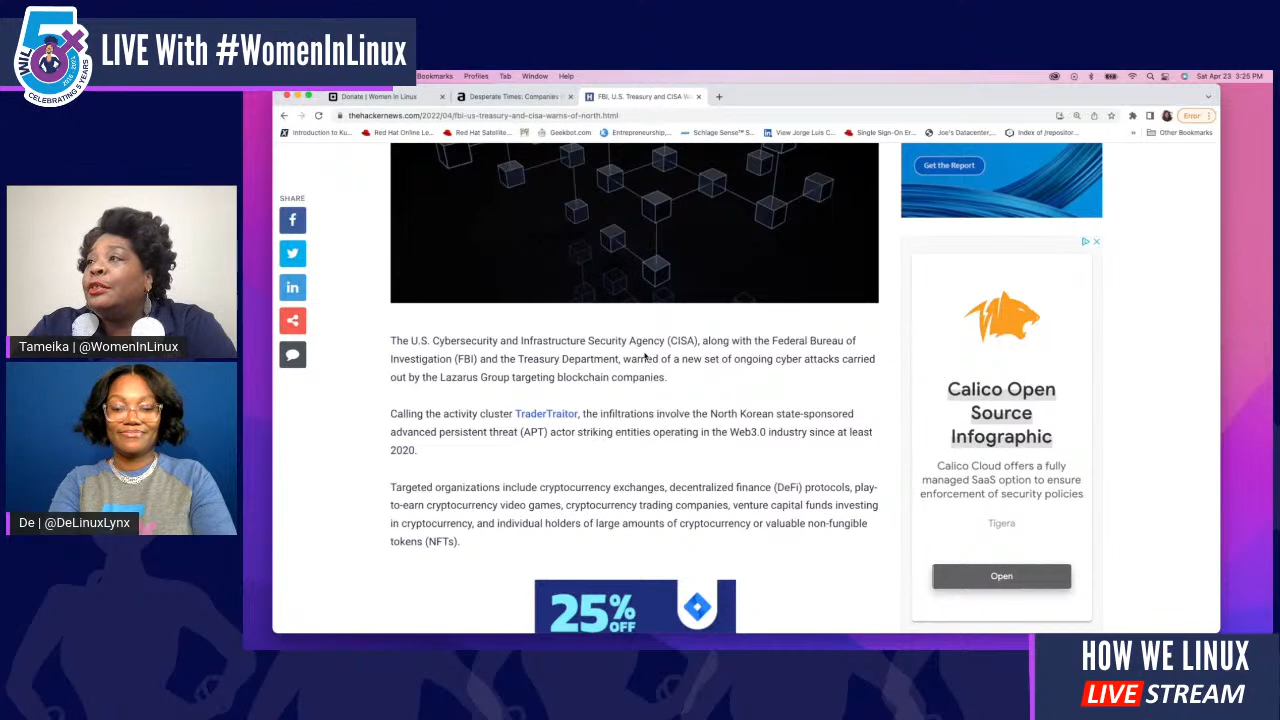 LIVE With #WomenInLinux
5
WIL
CELEBRATING 5 YEARS
Bookmarks Profiles Tab Window Help
Sat Apr 23 3:25 PM
Donate | Women In Linux
Desperate Times: Companies
FBI, U.S. Treasury and CISA W
thehackernews.com/2022/04/fbi-us-treasury-and-cisa-warns-of-north.html
Error
Introduction to Ku...
Red Hat Online Le...
Red Hat Satellite...
Geekbot.com
Entrepreneurship,...
Schlage Sense™ S...
View Jorge Luis C...
Single Sign-On Er...
Joe's Datacenter,...
Index of /repositor...
Other Bookmarks
Get the Report
SHARE
The U.S. Cybersecurity and Infrastructure Security Agency (CISA), along with the Federal Bureau of
Investigation (FBI) and the Treasury Department, warned of a new set of ongoing cyber attacks carried
out by the Lazarus Group targeting blockchain companies.
Calling the activity cluster TraderTraitor, the infiltrations involve the North Korean state-sponsored
advanced persistent threat (APT) actor striking entities operating in the Web3.0 industry since at least
2020.
Targeted organizations include cryptocurrency exchanges, decentralized finance (DeFi) protocols, play-
to-earn cryptocurrency video games, cryptocurrency trading companies, venture capital funds investing
in cryptocurrency, and individual holders of large amounts of cryptocurrency or valuable non-fungible
tokens (NFTs).
25%
OFF
Calico Open
Source
Infographic
Calico Cloud offers a fully
managed SaaS option to ensure
enforcement of security policies
Tigera
Open
Tameika | @WomenInLinux
De | @DeLinuxLynx
HOW WE LINUX
LIVE STREAM